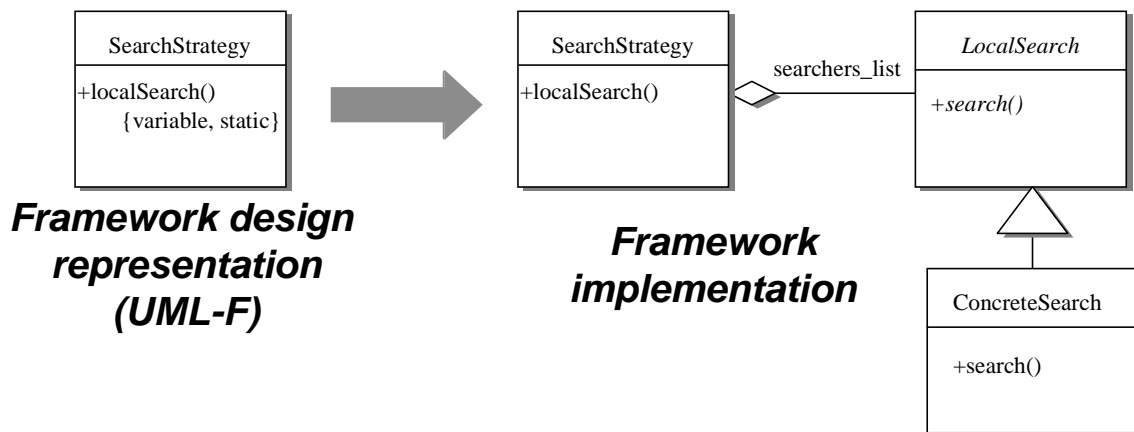 SearchStrategy
+localSearch()
{variable, static}
Framework design
representation
(UML-F)
SearchStrategy
+localSearch()
searchers_list
LocalSearch
+search()
Framework
implementation
ConcreteSearch
+search()